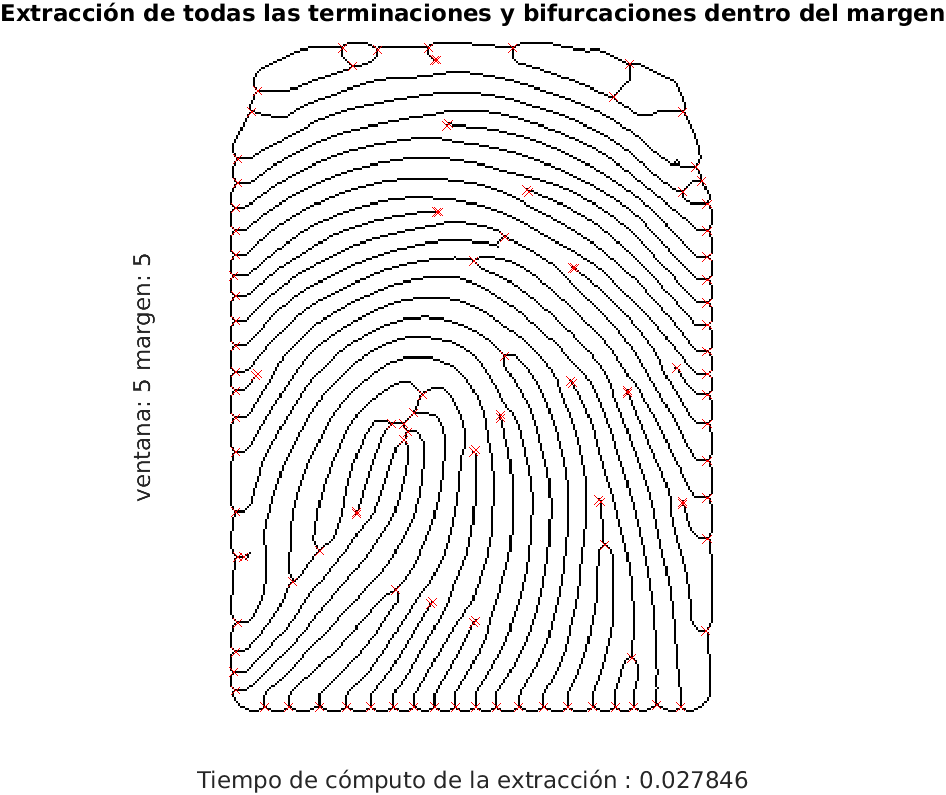 Extracción de todas las terminaciones y bifurcaciones dentro del margen
ventana: 5 margen: 5
Tiempo de cómputo de la extracción : 0.027846